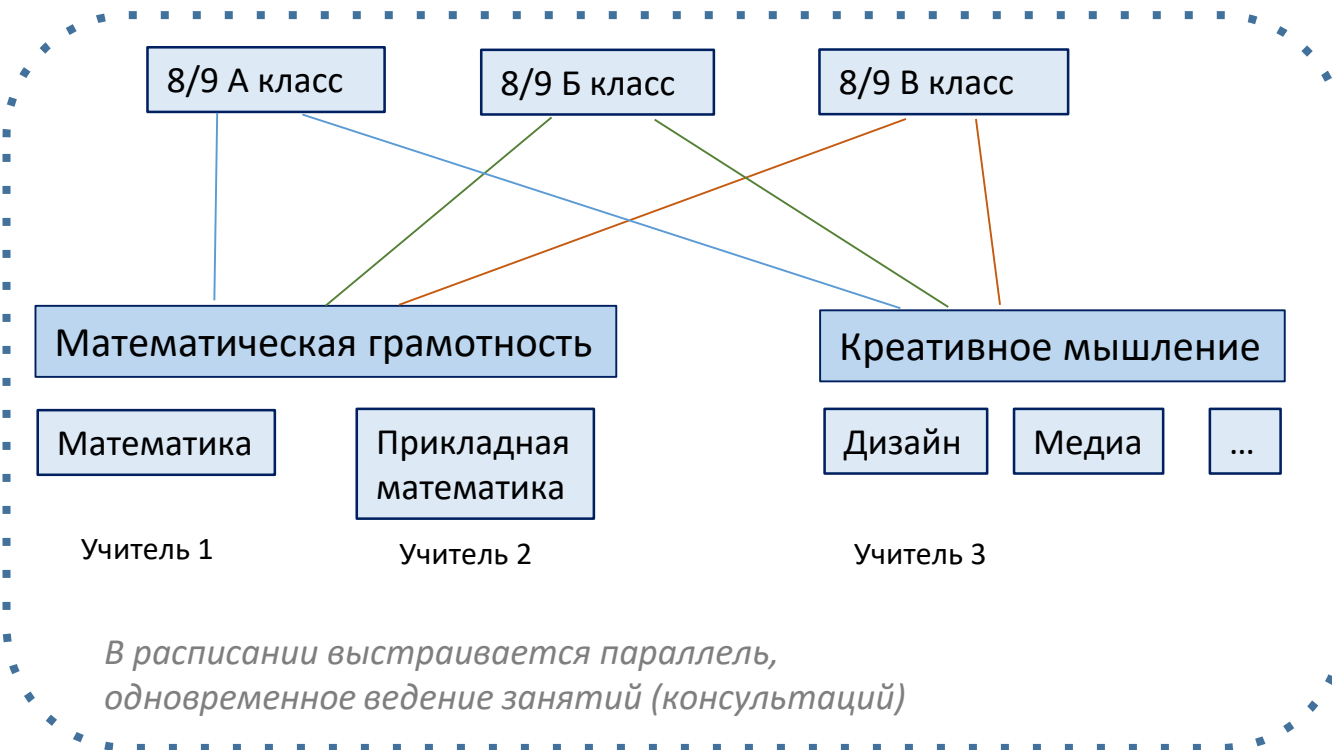 8/9 А класс
8/9 Б класс
8/9 В класс
Математическая грамотность
Креативное мышление
Математика
Прикладная
математика
Дизайн
Медиа
...
Учитель 1
Учитель 2
Учитель 3
В расписании выстраивается параллель,
одновременное ведение занятий (консультаций)